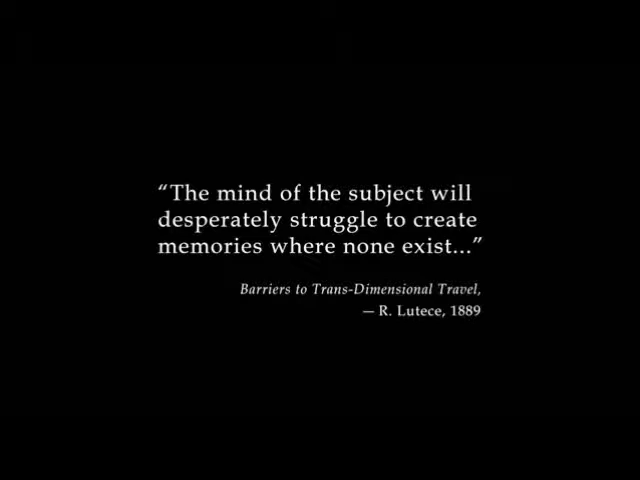 “The mind of the subject will
desperately struggle to create
memories where none exist...”
Barriers to Trans-Dimensional Travel,
— R. Lutece, 1889